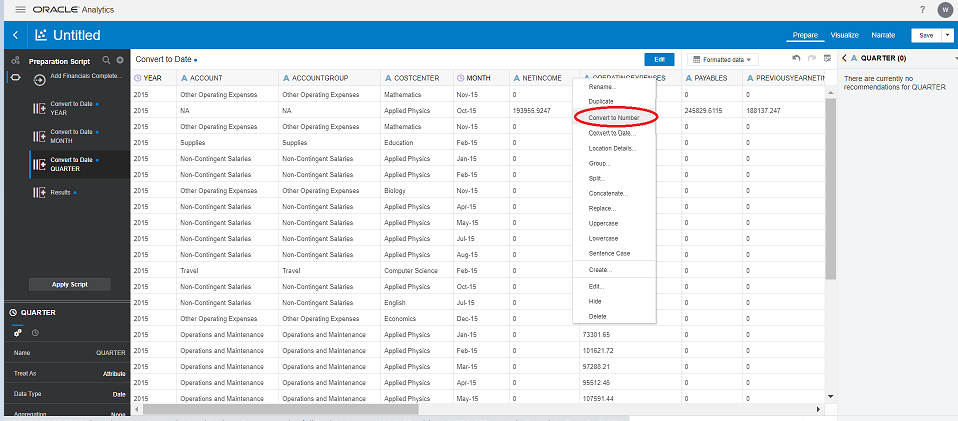 ORACLE Analytics
? W
Untitled
Prepare Visualize Narrate Save
Preparation Script
Add Financials Complete...
Convert to Date
YEAR
Convert to Date
MONTH
Convert to Date
QUARTER
Results
Apply Script
QUARTER
Name QUARTER
Treat As Attribute
Data Type Date
Aggregation None
Convert to Date Edit Formatted data
YEAR A ACCOUNT A ACCOUNTGROUP A COSTCENTER MONTH A NETINCOME A OPERATINGEXPENSES A PAYABLES A PREVIOUSYEARNETIN
2015 Other Operating Expenses Other Operating Expenses Mathematics Nov-15 0 0 0
2015 NA NA Applied Physics Oct-15 193955.9247 245829.6115 188137.247
2015 Other Operating Expenses Other Operating Expenses Mathematics Nov-15 0 0 0
2015 Supplies Supplies Education Feb-15 0 0 0
2015 Non-Contingent Salaries Non-Contingent Salaries Applied Physics Jan-15 0 0 0
2015 Non-Contingent Salaries Non-Contingent Salaries Applied Physics Feb-15 0 0 0
2015 Other Operating Expenses Other Operating Expenses Biology Nov-15 0 0 0
2015 Non-Contingent Salaries Non-Contingent Salaries Applied Physics Apr-15 0 0 0
2015 Non-Contingent Salaries Non-Contingent Salaries Applied Physics May-15 0 0 0
2015 Non-Contingent Salaries Non-Contingent Salaries Applied Physics Jul-15 0 0 0
2015 Non-Contingent Salaries Non-Contingent Salaries Applied Physics Aug-15 0 0 0
2015 Travel Travel Computer Science Feb-15 0 0 0
2015 Non-Contingent Salaries Non-Contingent Salaries Applied Physics Oct-15 0 0 0
2015 Non-Contingent Salaries Non-Contingent Salaries English Jul-15 0 0 0
2015 Other Operating Expenses Other Operating Expenses Economics Dec-15 0 0 0
2015 Operations and Maintenance Operations and Maintenance Applied Physics Jan-15 0 73301.65 0 0
2015 Operations and Maintenance Operations and Maintenance Applied Physics Feb-15 0 101621.72 0 0
2015 Operations and Maintenance Operations and Maintenance Applied Physics Mar-15 0 97288.21 0 0
2015 Operations and Maintenance Operations and Maintenance Applied Physics Apr-15 0 95512.46 0 0
2015 Operations and Maintenance Operations and Maintenance Applied Physics May-15 0 107591.44 0 0
Rename...
Duplicate
Convert to Number
Convert to Date...
Location Details...
Group...
Split...
Concatenate...
Replace...
Uppercase
Lowercase
Sentence Case
Create...
Edit...
Hide
Delete
A QUARTER (0)
There are currently no
recommendations for QUARTER